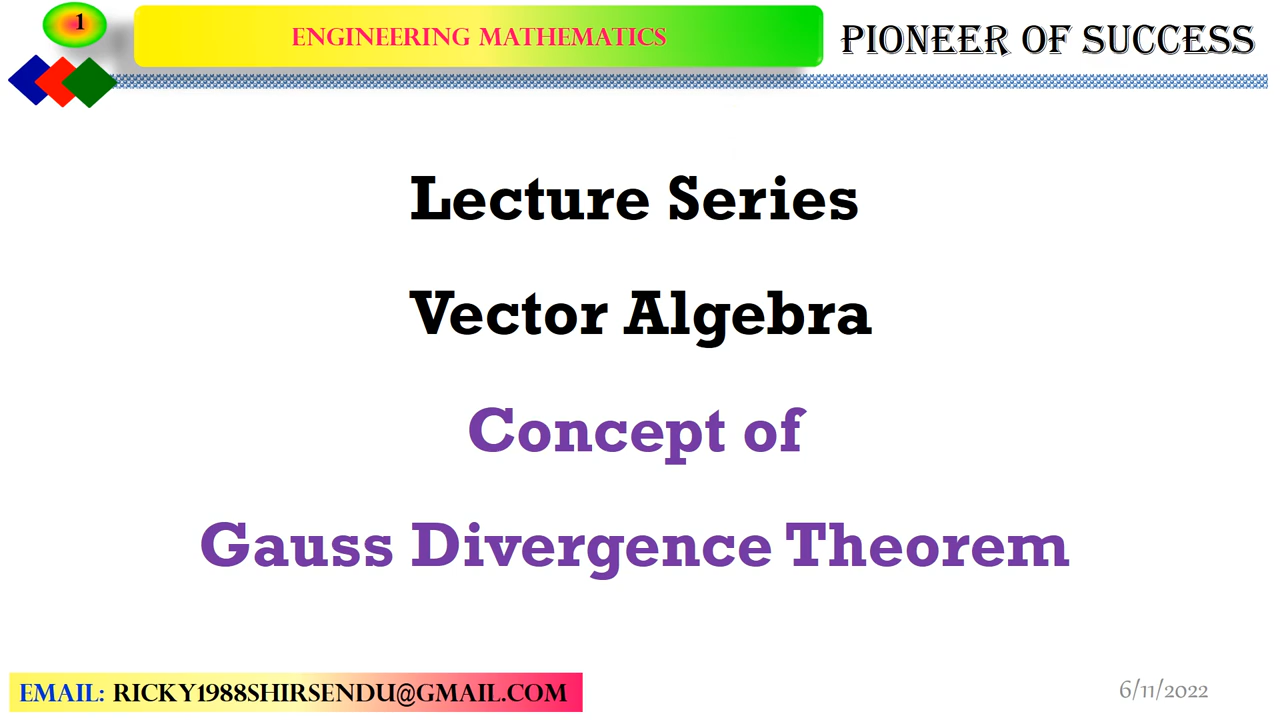 1
ENGINEERING MATHEMATICS
PIONEER OF SUCCESS
Lecture Series
Vector Algebra
Concept of
Gauss Divergence Theorem
EMAIL: RICKY1988SHIRSENDU@GMAIL.COM
6/11/2022